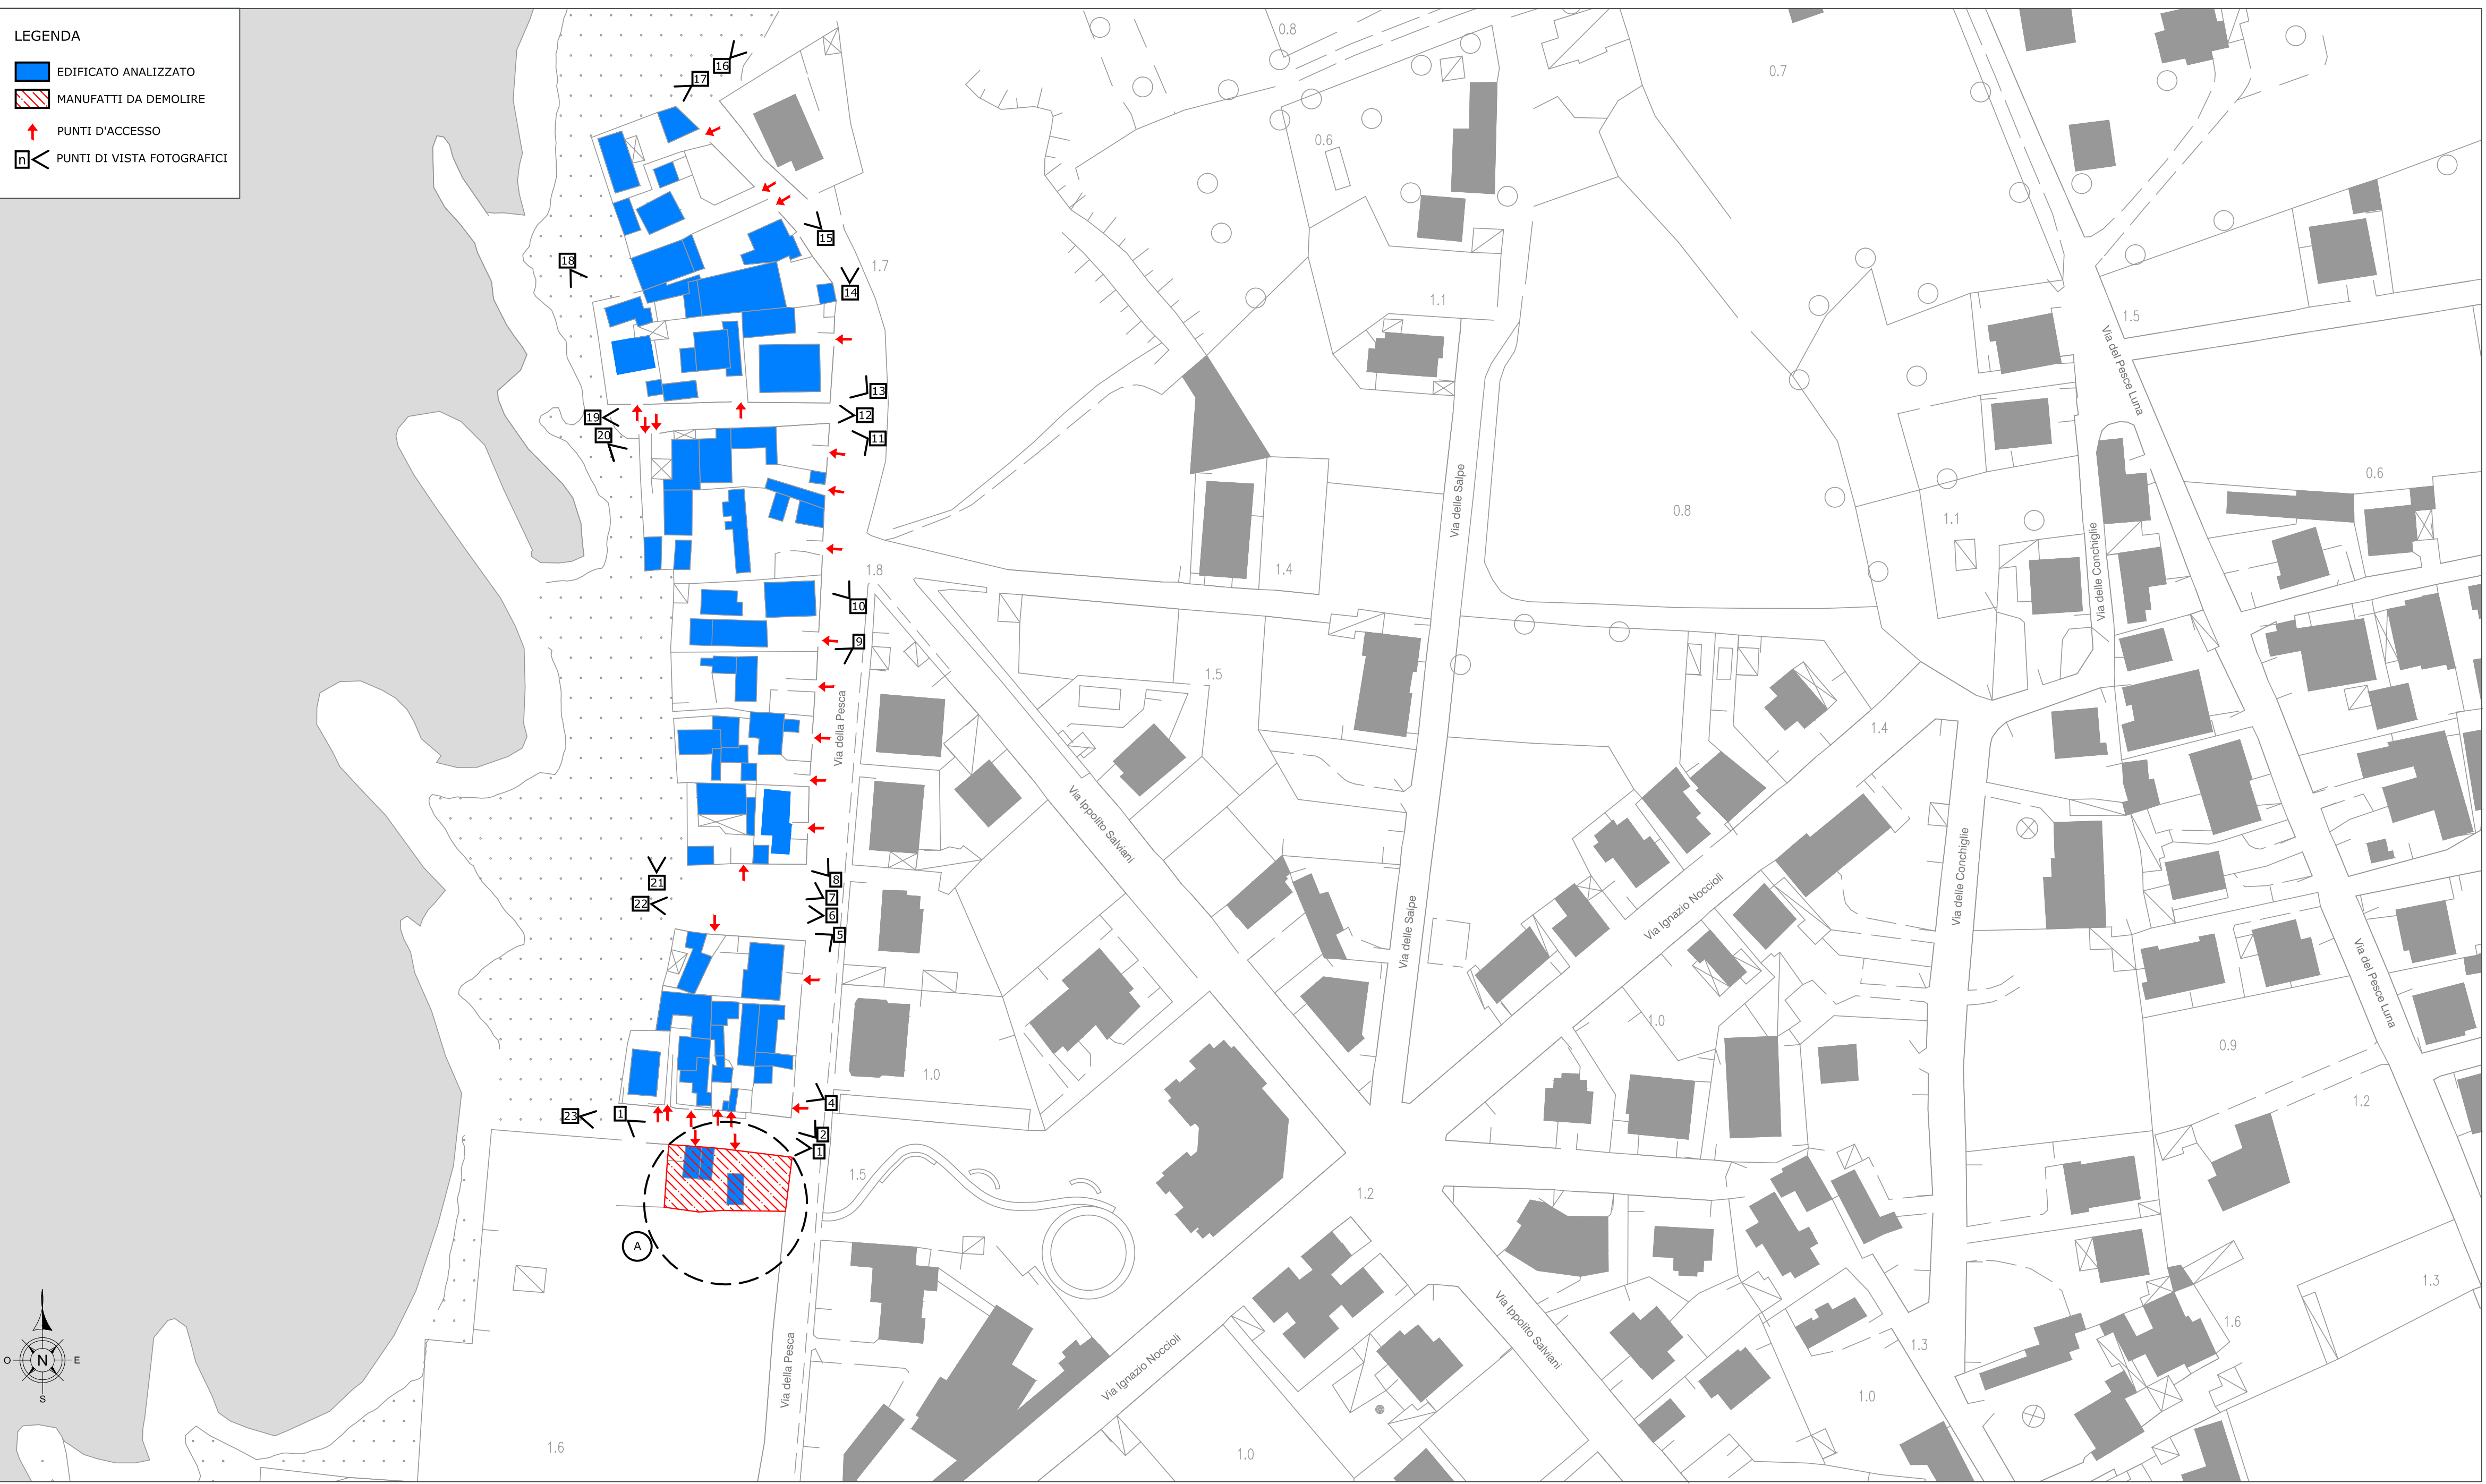 LEGENDA
EDIFICATO ANALIZZATO
MANUFATTI DA DEMOLIRE
PUNTI D'ACCESSO
n PUNTI DI VISTA FOTOGRAFICI
16
17
15
18
14
13
12
11
19
20
10
9
8
7
6
5
21
22
4
23
1
2
1
A
0.8
0.7
0.6
1.7
1.1
1.5
0.6
0.8
1.1
1.8
1.4
1.5
1.4
1.0
1.0
0.9
1.2
1.5
1.2
1.3
1.6
1.3
1.0
1.6
1.0
Via del Pesce Luna
Via delle Salpe
Via delle Conchiglie
Via della Pesca
Via Ippolito Salviani
Via delle Salpe
Via Ignazio Noccioli
Via delle Conchiglie
Via del Pesce Luna
Via della Pesca
Via Ignazio Noccioli
Via Ippolito Salviani
O
N
E
S